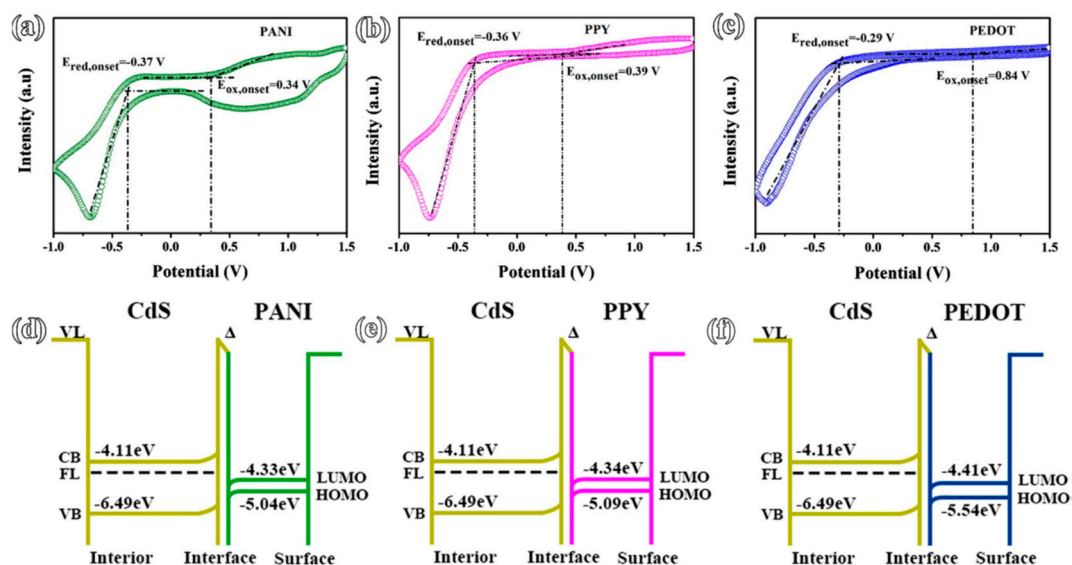 (a)
PANI
E_red,onset=-0.37 V
E_ox,onset=0.34 V
Intensity (a.u.)
-1.0 -0.5 0.0 0.5 1.0 1.5
Potential (V)
(b)
PPY
E_red,onset=-0.36 V
E_ox,onset=0.39 V
Intensity (a.u.)
-1.0 -0.5 0.0 0.5 1.0 1.5
Potential (V)
(c)
PEDOT
E_red,onset=-0.29 V
E_ox,onset=0.84 V
Intensity (a.u.)
-1.0 -0.5 0.0 0.5 1.0 1.5
Potential (V)
(d)
CdS PANI
VL Δ
CB -4.11eV
FL -4.33eV LUMO
HOMO
VB -6.49eV -5.04eV
Interior Interface Surface
(e)
CdS PPY
VL Δ
CB -4.11eV
FL -4.34eV LUMO
HOMO
VB -6.49eV -5.09eV
Interior Interface Surface
(f)
CdS PEDOT
VL Δ
CB -4.11eV
FL -4.41eV LUMO
HOMO
VB -6.49eV -5.54eV
Interior Interface Surface